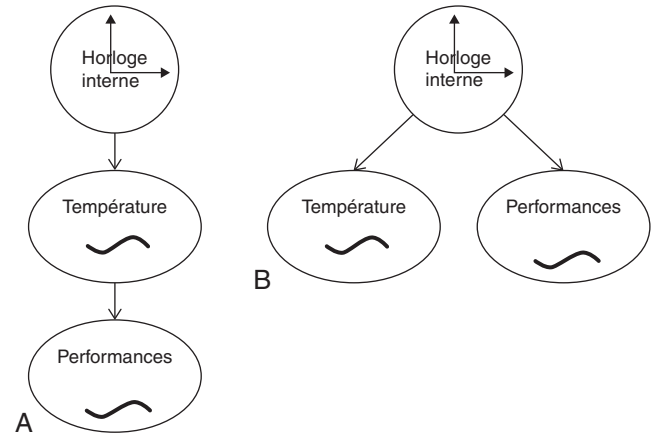 Horloge
interne
Température
Performances
A
Horloge
interne
Température
Performances
B